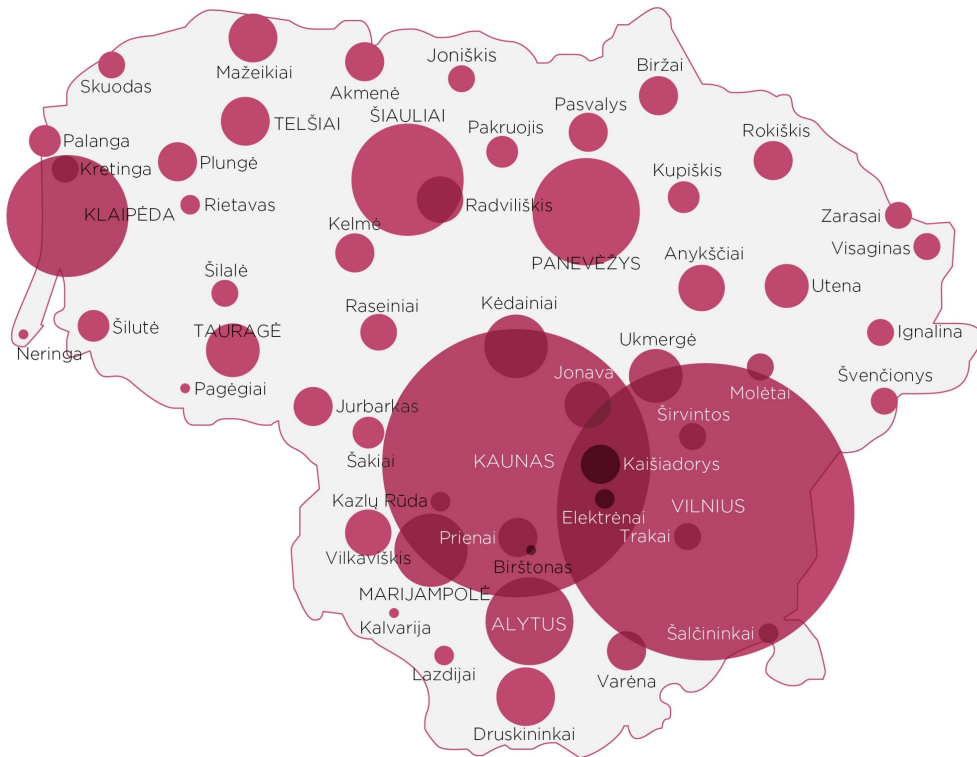 Skuodas
Mažeikiai
Akmenė
Joniškis
Biržai
Palanga
Kretinga
KLAIPĖDA
Plungė
TELŠIAI
Rietavas
ŠIAULIAI
Radviliškis
Pakruojis
Pasvalys
Rokiškis
Kupiškis
PANEVĖŽYS
Zarasai
Visaginas
Kelmė
Anykščiai
Utena
Šilalė
Šilutė
TAURAGĖ
Raseiniai
Kėdainiai
Ukmergė
Ignalina
Neringa
Pagėgiai
Jurbarkas
Jonava
Molėtai
Švenčionys
Širvintos
Šakiai
KAUNAS
Kaišiadorys
Kazlų Rūda
Elektrėnai
VILNIUS
Vilkaviškis
Prienai
Trakai
Birštonas
MARIJAMPOLĖ
Kalvarija
ALYTUS
Šalčininkai
Lazdijai
Varėna
Druskininkai